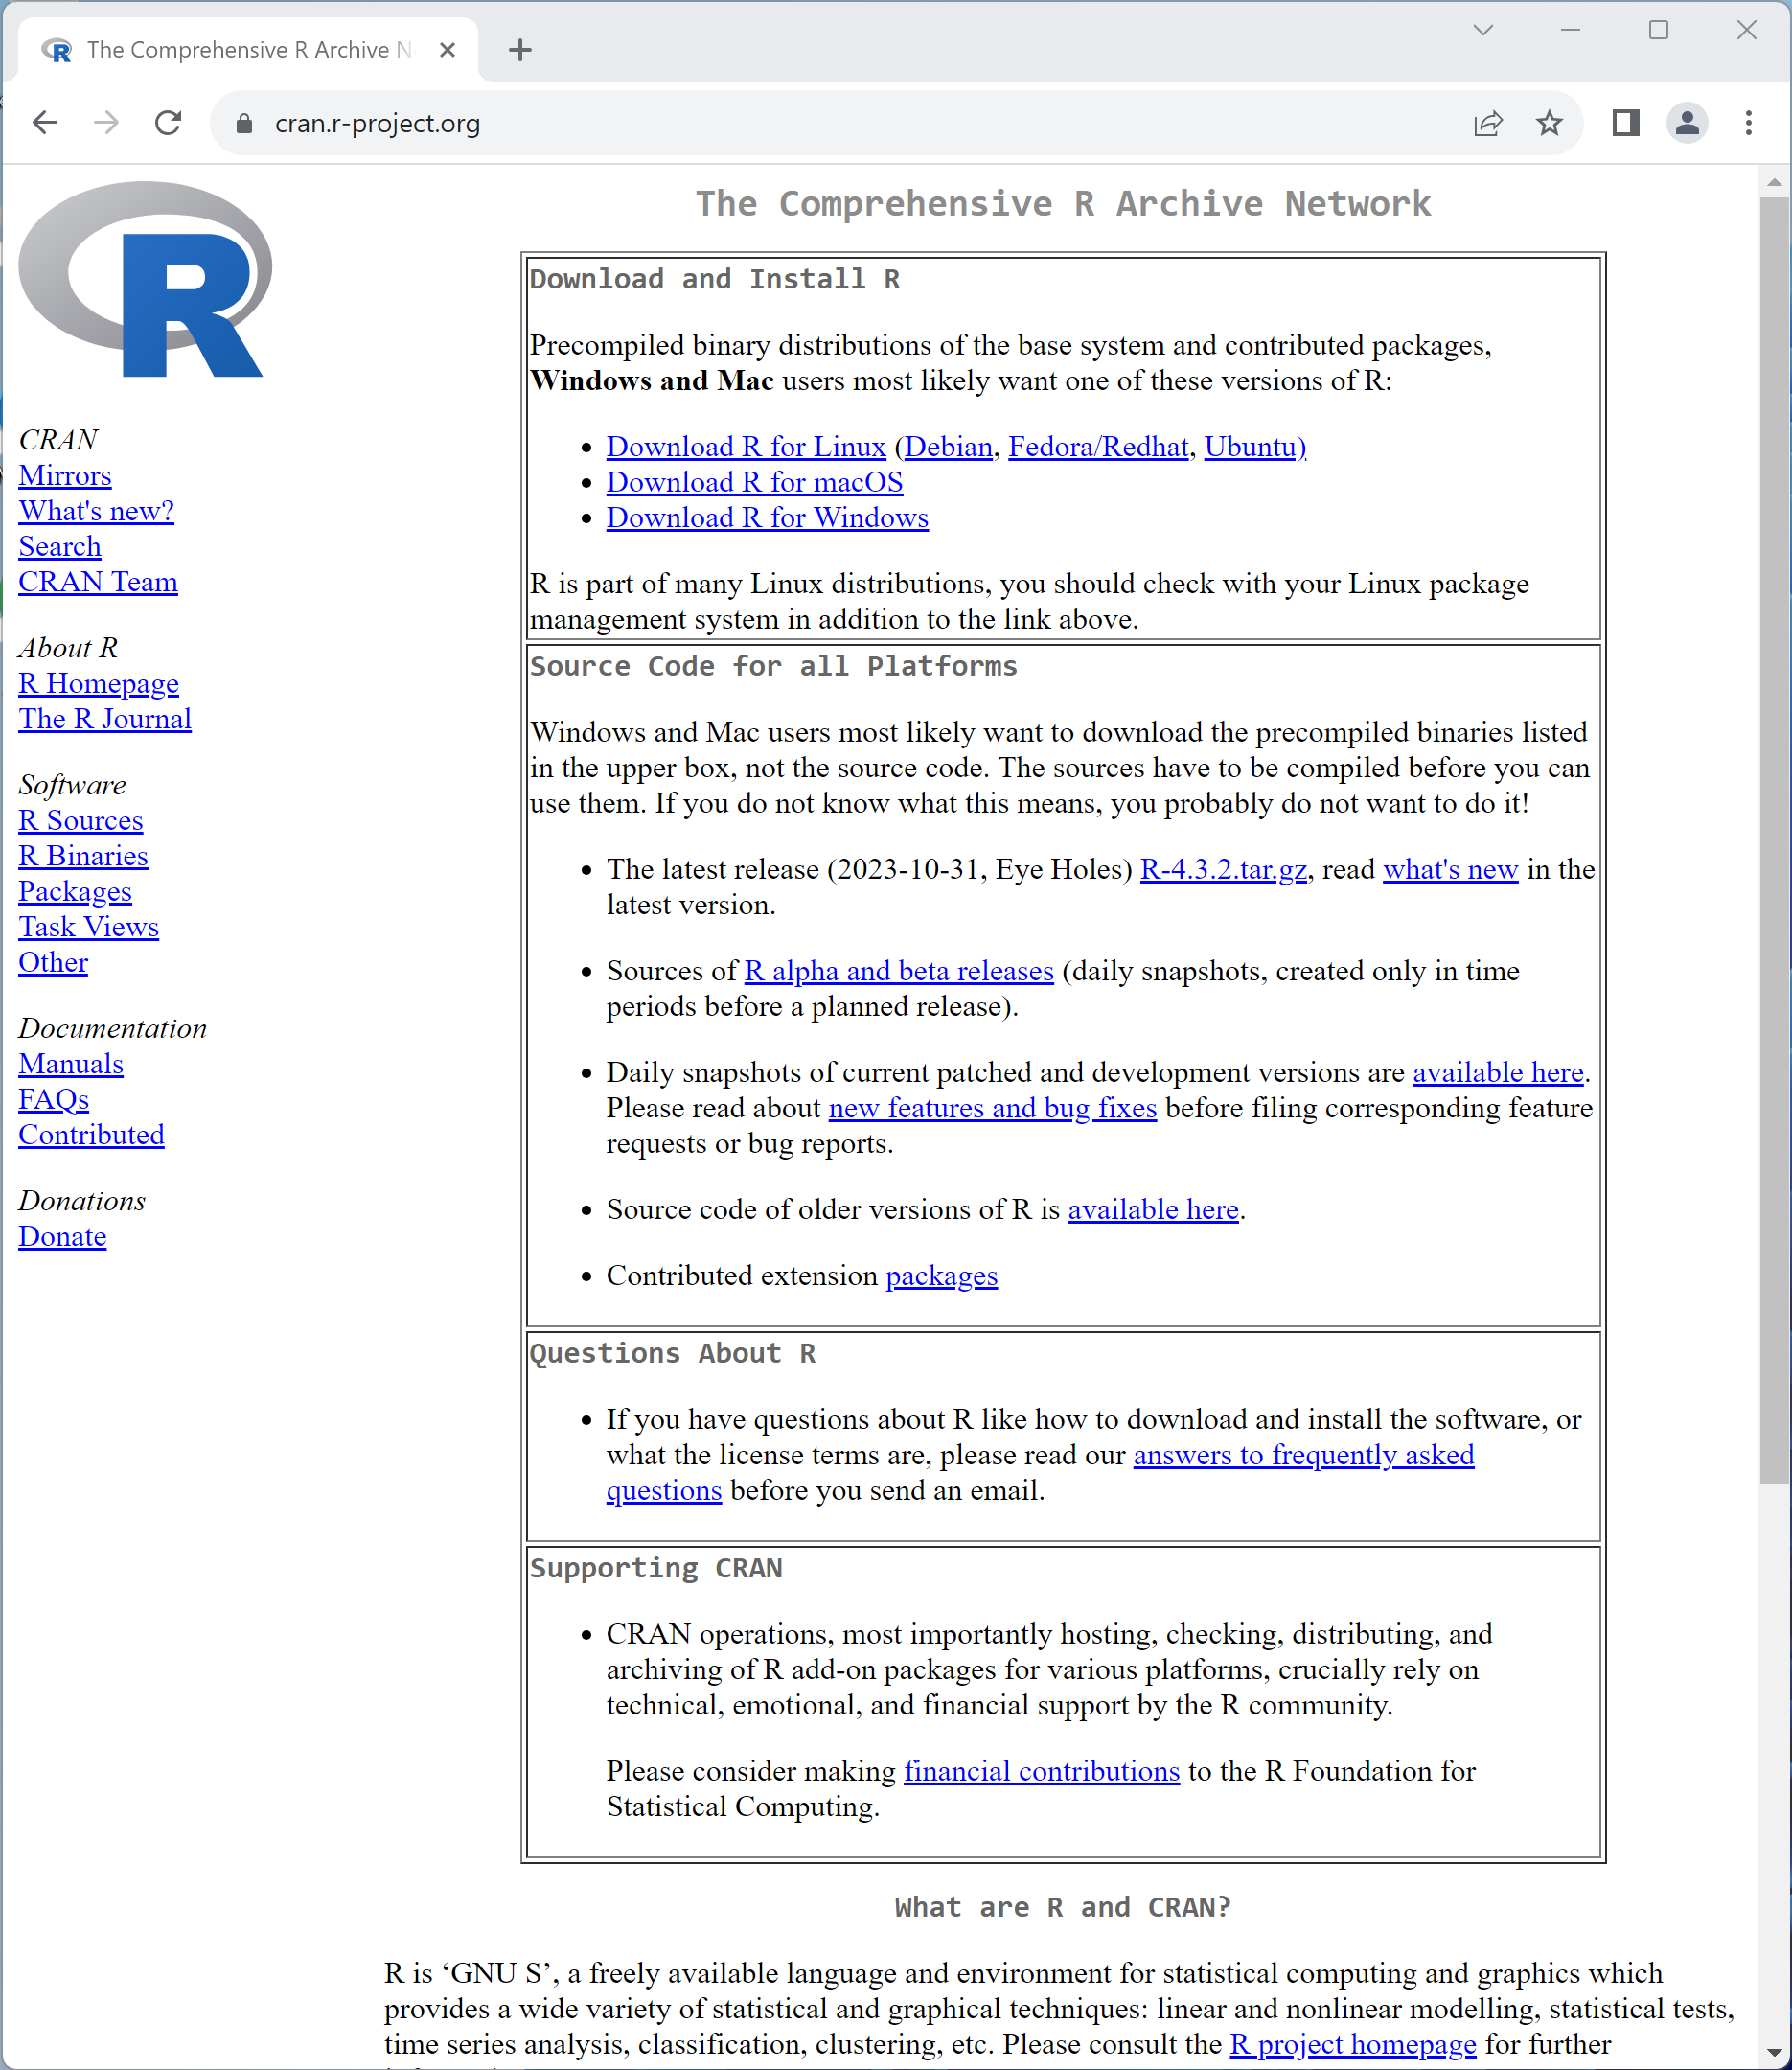 The Comprehensive R Archive N
cran.r-project.org
R
CRAN
Mirrors
What's new?
Search
CRAN Team
About R
R Homepage
The R Journal
Software
R Sources
R Binaries
Packages
Task Views
Other
Documentation
Manuals
FAQs
Contributed
Donations
Donate
The Comprehensive R Archive Network
Download and Install R
Precompiled binary distributions of the base system and contributed packages,
Windows and Mac users most likely want one of these versions of R:
• Download R for Linux (Debian, Fedora/Redhat, Ubuntu)
• Download R for macOS
• Download R for Windows
R is part of many Linux distributions, you should check with your Linux package
management system in addition to the link above.
Source Code for all Platforms
Windows and Mac users most likely want to download the precompiled binaries listed
in the upper box, not the source code. The sources have to be compiled before you can
use them. If you do not know what this means, you probably do not want to do it!
• The latest release (2023-10-31, Eye Holes) R-4.3.2.tar.gz, read what's new in the
latest version.
• Sources of R alpha and beta releases (daily snapshots, created only in time
periods before a planned release).
• Daily snapshots of current patched and development versions are available here.
Please read about new features and bug fixes before filing corresponding feature
requests or bug reports.
• Source code of older versions of R is available here.
• Contributed extension packages
Questions About R
• If you have questions about R like how to download and install the software, or
what the license terms are, please read our answers to frequently asked
questions before you send an email.
Supporting CRAN
• CRAN operations, most importantly hosting, checking, distributing, and
archiving of R add-on packages for various platforms, crucially rely on
technical, emotional, and financial support by the R community.
Please consider making financial contributions to the R Foundation for
Statistical Computing.
What are R and CRAN?
R is ‘GNU S’, a freely available language and environment for statistical computing and graphics which
provides a wide variety of statistical and graphical techniques: linear and nonlinear modelling, statistical tests,
time series analysis, classification, clustering, etc. Please consult the R project homepage for further